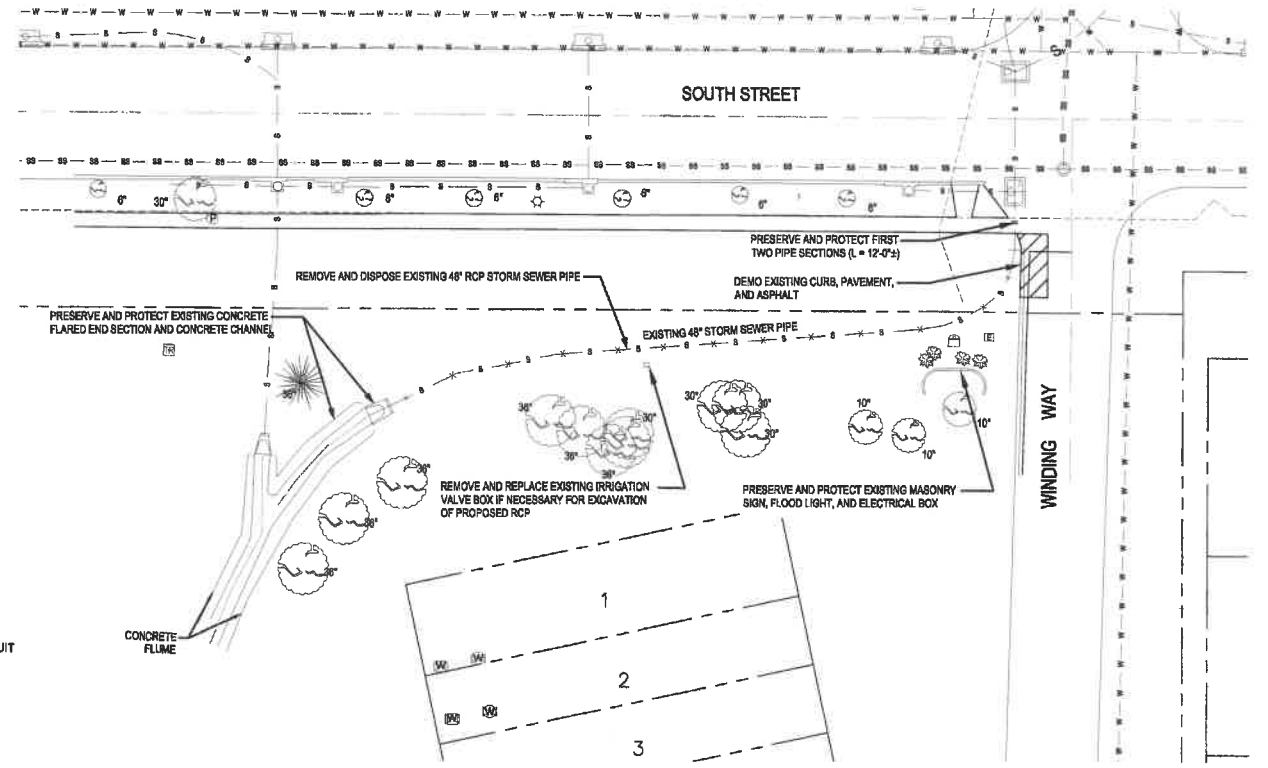 SOUTH STREET
6"
30"
P
6"
6"
6"
6"
6"
PRESERVE AND PROTECT FIRST
TWO PIPE SECTIONS (L = 12'-0"±)
REMOVE AND DISPOSE EXISTING 48" RCP STORM SEWER PIPE
DEMO EXISTING CURB, PAVEMENT,
AND ASPHALT
PRESERVE AND PROTECT EXISTING CONCRETE
FLARED END SECTION AND CONCRETE CHANNEL
EXISTING 48" STORM SEWER PIPE
TR
E
36"
36"
30"
30"
30"
30"
36"
36"
10"
10"
10"
36"
36"
36"
REMOVE AND REPLACE EXISTING IRRIGATION
VALVE BOX IF NECESSARY FOR EXCAVATION
OF PROPOSED RCP
PRESERVE AND PROTECT EXISTING MASONRY
SIGN, FLOOD LIGHT, AND ELECTRICAL BOX
WINDING WAY
1
CONCRETE
FLUME
UIT
W W
2
W W
3